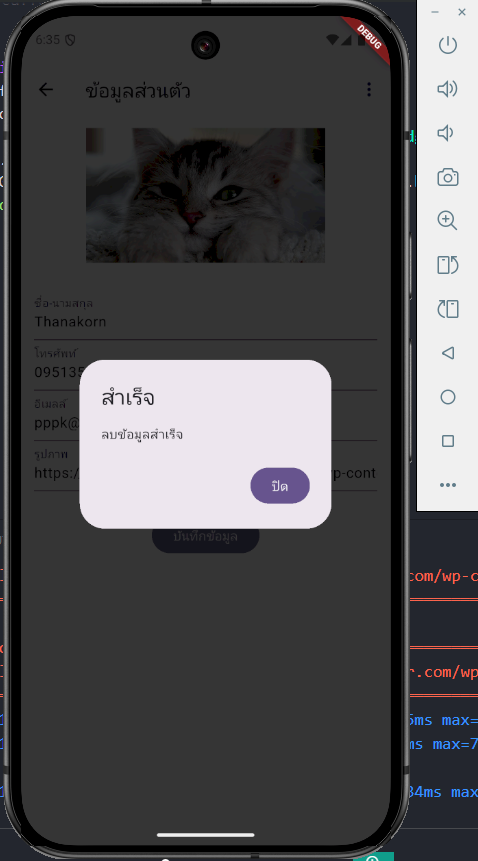 6:35
DEBUG
ข้อมูลส่วนตัว
ชื่อ-นามสกุล
Thanakorn
โทรศัพท์
09513
อีเมลล์
pppk@
รูปภาพ
https:/
p-cont
สำเร็จ
ลบข้อมูลสำเร็จ
ปิด
บันทึกข้อมูล
com/wp-c
r.com/wp
ms max=
ms max=7
84ms max